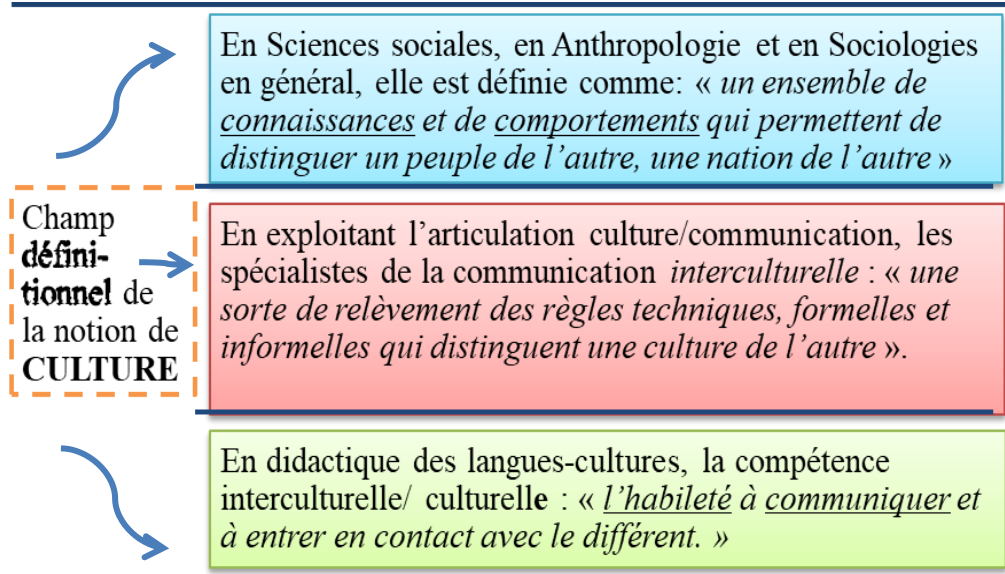 En Sciences sociales, en Anthropologie et en Sociologies
en général, elle est définie comme: « un ensemble de
connaissances et de comportements qui permettent de
distinguer un peuple de l’autre, une nation de l’autre »
Champ
défini-
tionnel de
la notion de
CULTURE
En exploitant l’articulation culture/communication, les
spécialistes de la communication interculturelle : « une
sorte de relèvement des règles techniques, formelles et
informelles qui distinguent une culture de l’autre ».
En didactique des langues-cultures, la compétence
interculturelle/ culturelle : « l’habileté à communiquer et
à entrer en contact avec le différent. »